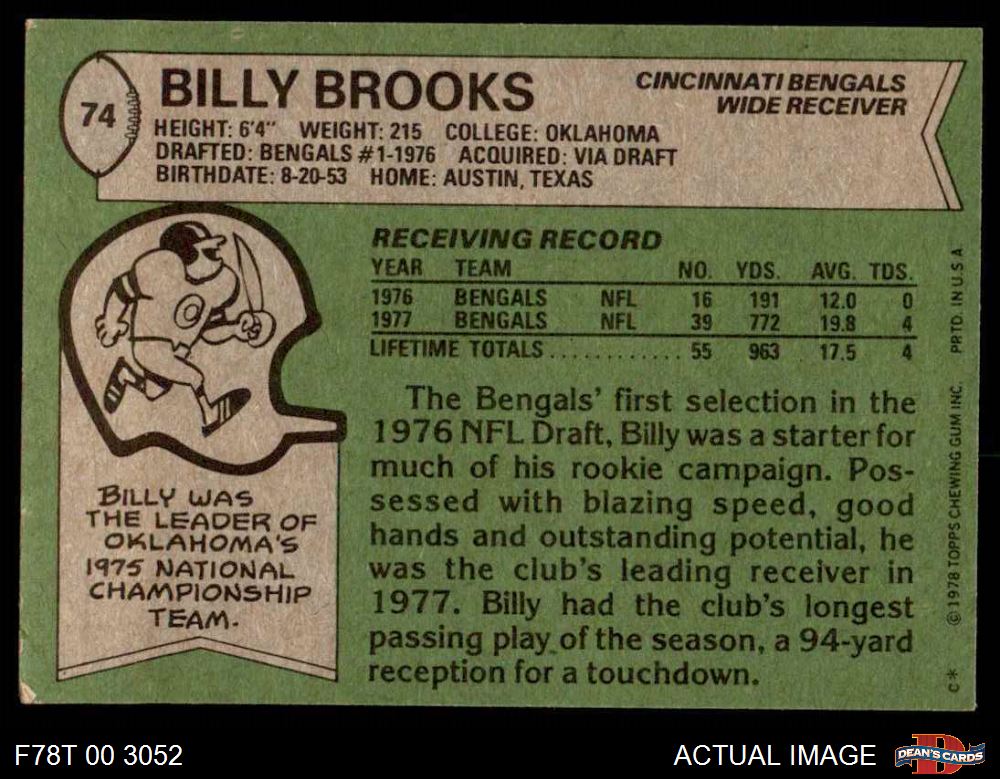 74
BILLY BROOKS
CINCINNATI BENGALS
WIDE RECEIVER
HEIGHT: 6'4" WEIGHT: 215 COLLEGE: OKLAHOMA
DRAFTED: BENGALS #1-1976 ACQUIRED: VIA DRAFT
BIRTHDATE: 8-20-53 HOME: AUSTIN, TEXAS
RECEIVING RECORD
YEAR TEAM NO. YDS. AVG. TDS.
1976 BENGALS NFL 16 191 12.0 0
1977 BENGALS NFL 39 772 19.8 4
LIFETIME TOTALS............ 55 963 17.5 4
The Bengals' first selection in the
1976 NFL Draft, Billy was a starter for
much of his rookie campaign. Pos-
sessed with blazing speed, good
hands and outstanding potential, he
was the club's leading receiver in
1977. Billy had the club's longest
passing play of the season, a 94-yard
reception for a touchdown.
BILLY WAS
THE LEADER OF
OKLAHOMA'S
1975 NATIONAL
CHAMPIONSHIP
TEAM.
C* ©1978 TOPPS CHEWING GUM INC. PRTD. IN U.S.A
F78T 00 3052
ACTUAL IMAGE
D
DEAN'S CARDS